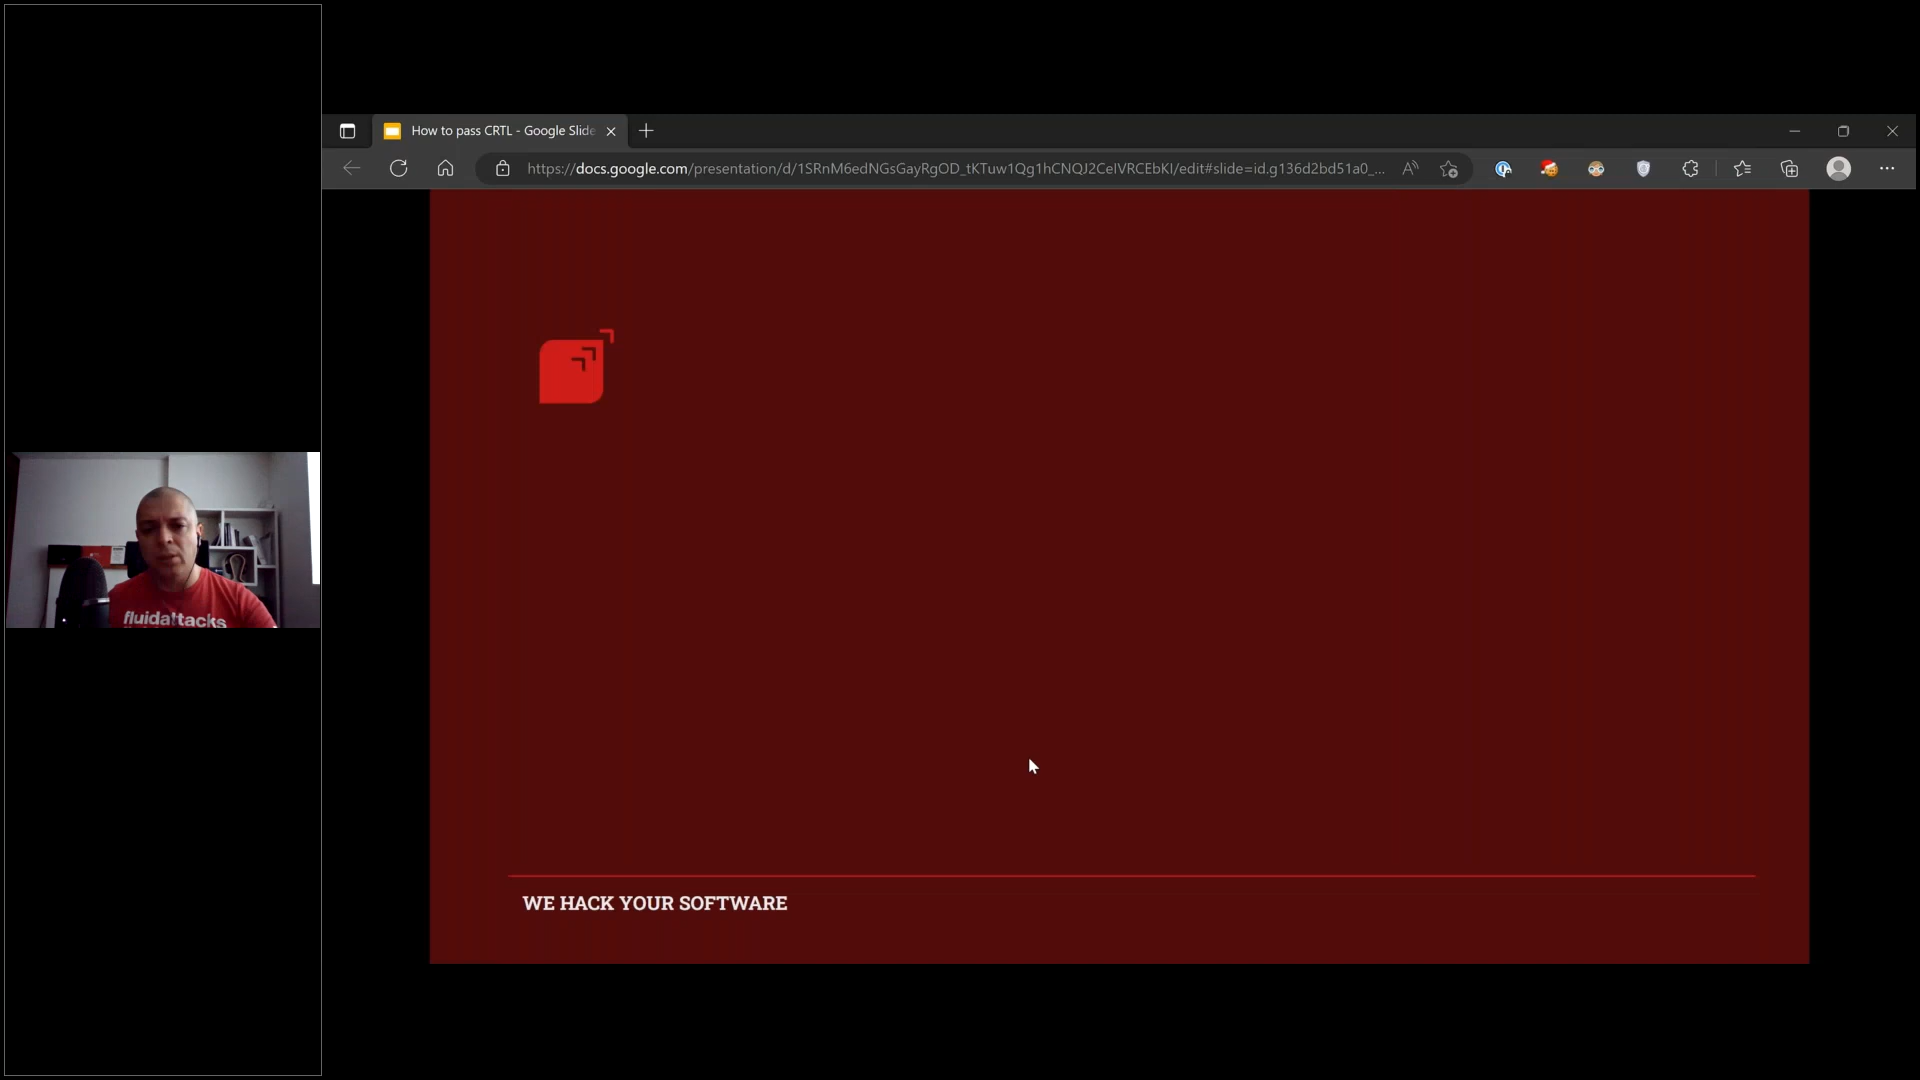 How to pass CRTL - Google Slide
https://docs.google.com/presentation/d/1SRnM6edNGsGayRgOD_tKTuw1Qg1hCNQJ2CeIVRCEbKI/edit#slide=id.g136d2bd51a0_...
fluidattacks
WE HACK YOUR SOFTWARE